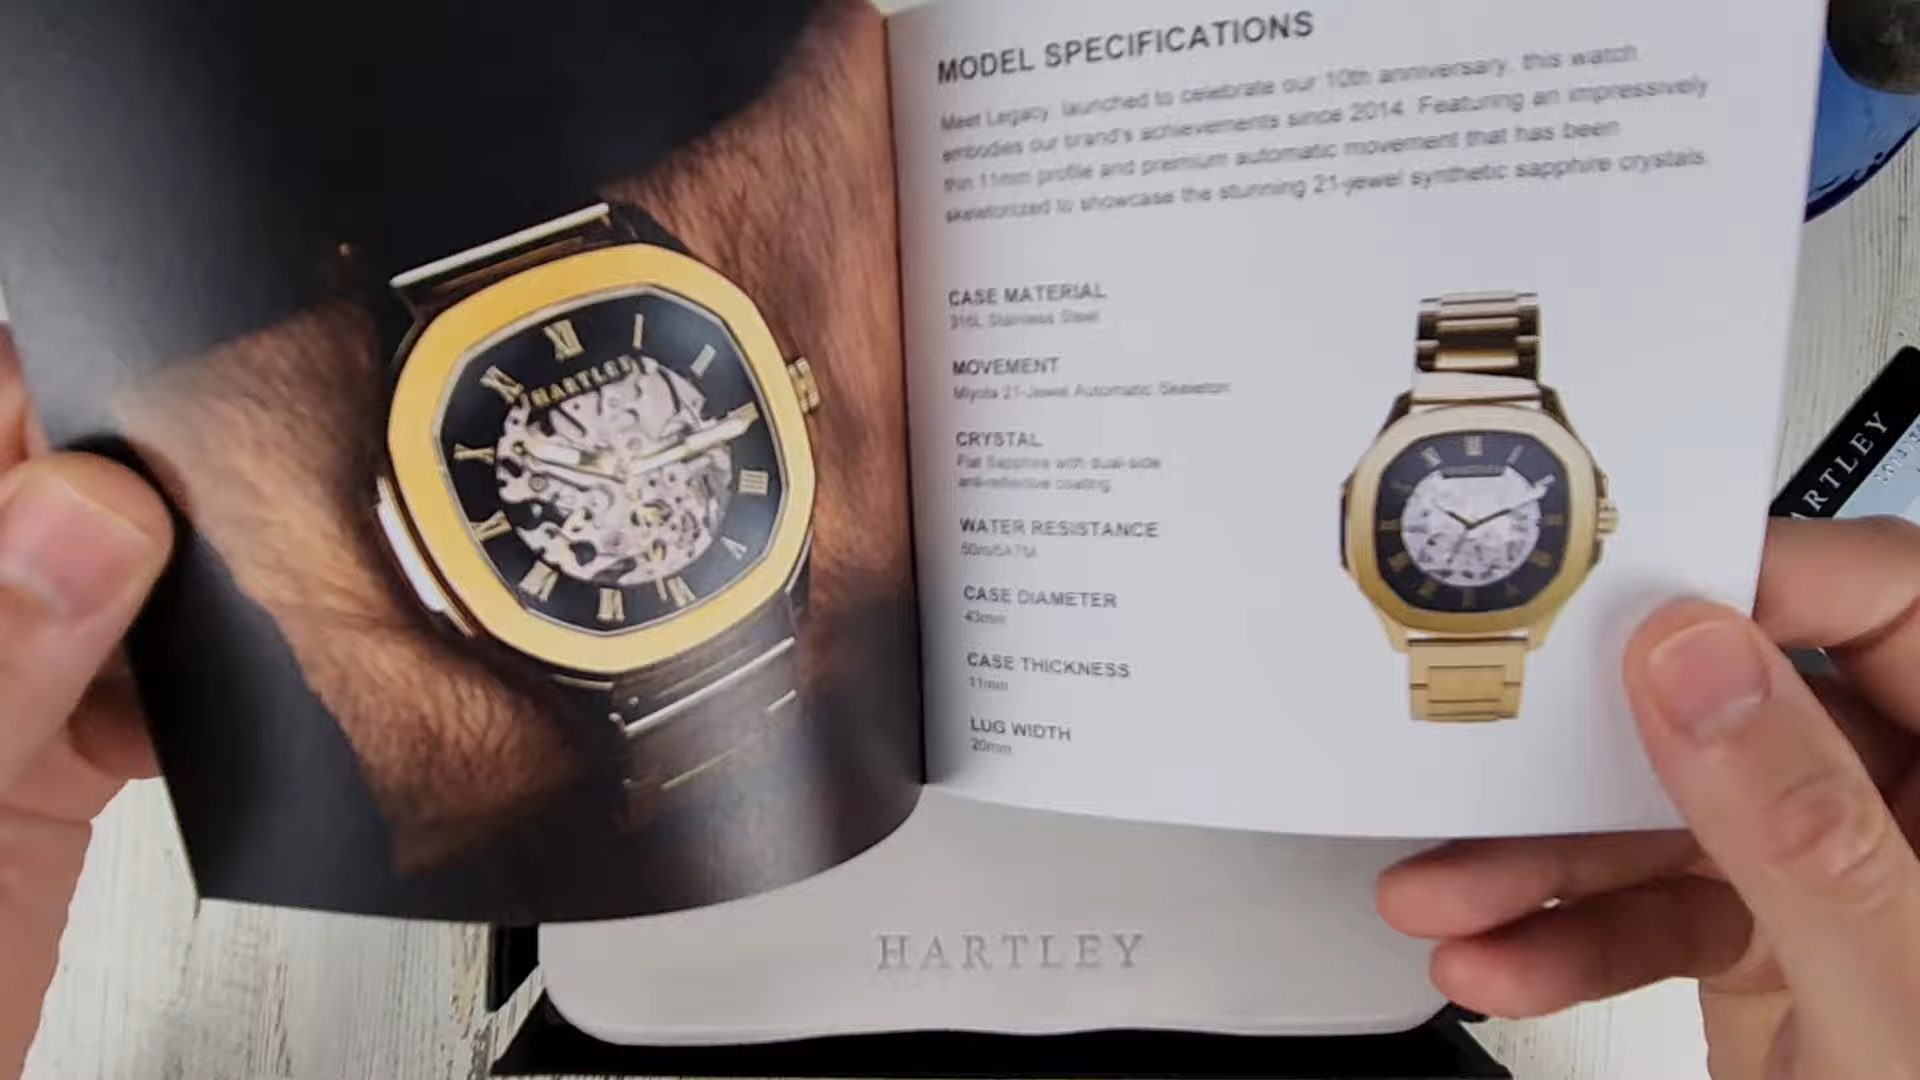 MODEL SPECIFICATIONS
Meet Legacy, launched to celebrate our 10th anniversary, this watch
embodies our brand's achievements since 2014. Featuring an impressively
thin 11mm profile and premium automatic movement that has been
skeletonized to showcase the stunning 21-jewel synthetic sapphire crystals.
CASE MATERIAL
316L Stainless Steel
MOVEMENT
Miyota 21-Jewel Automatic Skeleton
CRYSTAL
Flat Sapphire with dual-side
anti-reflective coating
WATER RESISTANCE
50m/5ATM
CASE DIAMETER
43mm
CASE THICKNESS
11mm
LUG WIDTH
20mm
HARTLEY
HARTLEY
ARTLEY